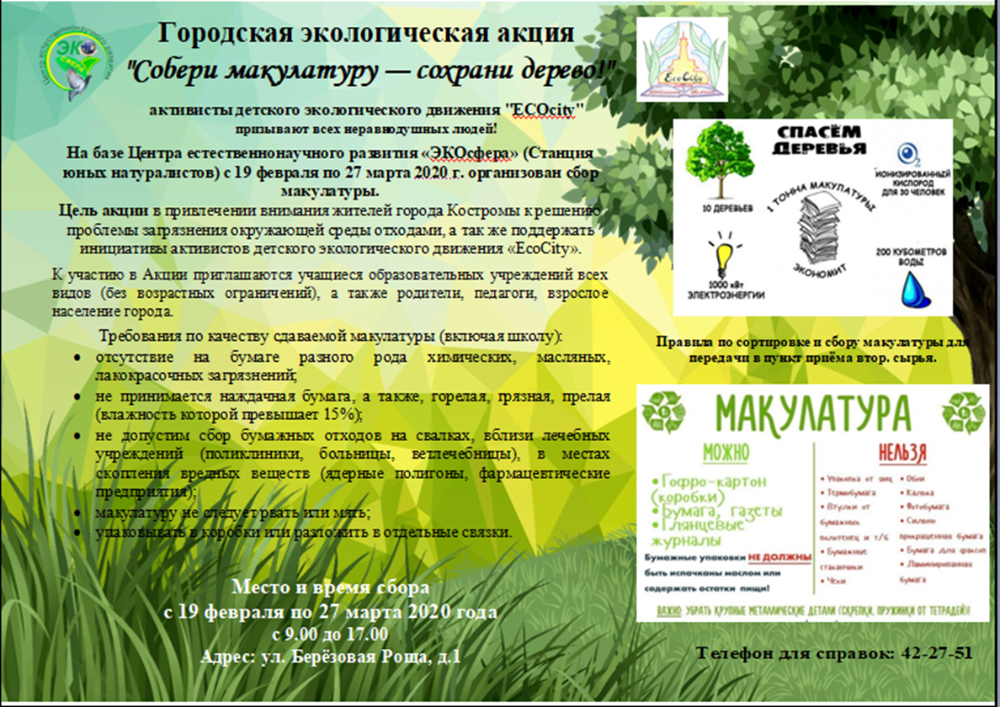 Городская экологическая акция
"Собери макулатуру — сохрани дерево!"
активисты детского экологического движения "ECOcity"
призывают всех неравнодушных людей!
На базе Центра естественнонаучного развития «ЭКОсфера» (Станция
юных натуралистов) с 19 февраля по 27 марта 2020 г. организован сбор
макулатуры.
Цель акции в привлечении внимания жителей города Костромы к решению
проблемы загрязнения окружающей среды отходами, а так же поддержать
инициативы активистов детского экологического движения «EcoCity».
К участию в Акции приглашаются учащиеся образовательных учреждений всех
видов (без возрастных ограничений), а также родители, педагоги, взрослое
население города.
Требования по качеству сдаваемой макулатуры (включая школу):
• отсутствие на бумаге разного рода химических, масляных,
лакокрасочных загрязнений;
• не принимается наждачная бумага, а также, горелая, грязная, прелая
(влажность которой превышает 15%);
• не допустим сбор бумажных отходов на свалках, вблизи лечебных
учреждений (поликлиники, больницы, ветлечебницы), в местах
скопления вредных веществ (ядерные полигоны, фармацевтические
предприятия);
• макулатуру не следует рвать или мять;
• упаковывать в коробки или разложить в отдельные связки.
Место и время сбора
с 19 февраля по 27 марта 2020 года
с 9.00 до 17.00
Адрес: ул. Берёзовая Роща, д.1
ЭКО
СФЕРА
Центр естественнонаучного развития
EcoCity
СПАСЁМ
ДЕРЕВЬЯ
10 ДЕРЕВЬЕВ
1 ТОННА МАКУЛАТУРЫ
ЭКОНОМИТ
O2
ИОНИЗИРОВАННЫЙ
КИСЛОРОД
ДЛЯ 30 ЧЕЛОВЕК
1000 кВт
ЭЛЕКТРОЭНЕРГИИ
200 КУБОМЕТРОВ
ВОДЫ
Правила по сортировке и сбору макулатуры для
передачи в пункт приёма втор. сырья.
МАКУЛАТУРА
МОЖНО
• Гофро-картон
(коробки)
• Бумага, газеты
• Глянцевые
журналы
Бумажные упаковки НЕ ДОЛЖНЫ
быть испачканы маслом или
содержать остатки пищи!
НЕЛЬЗЯ
• Упаковка от яиц
• Термобумага
• Втулки от
бумажных
полотенец и т/б
• Бумажные
стаканчики
• Чеки
• Обои
• Калька
• Фотобумага
• Сильно
прокрашенная бумага
• Бумага для факсов
• Ламинированная
бумага
ВАЖНО: УБРАТЬ КРУПНЫЕ МЕТАЛЛИЧЕСКИЕ ДЕТАЛИ (СКРЕПКИ, ПРУЖИНКИ ОТ ТЕТРАДЕЙ)!
Телефон для справок: 42-27-51